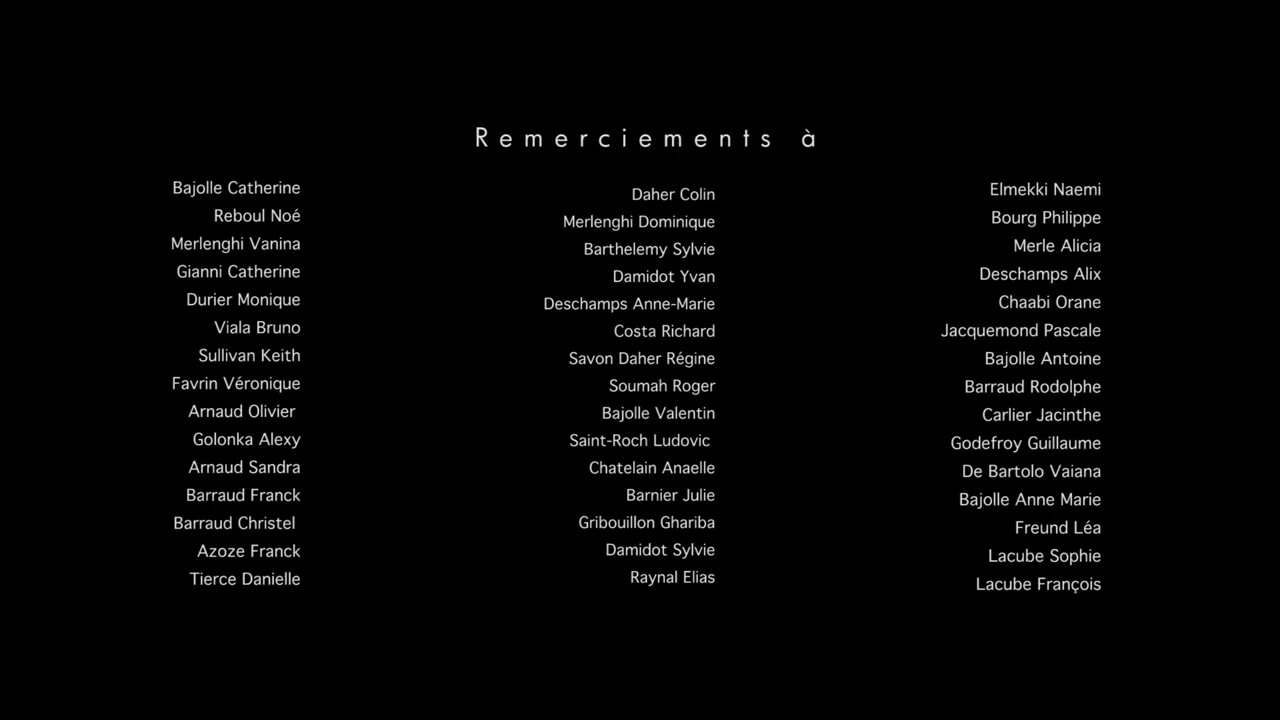 Remerciements à
Bajolle Catherine
Reboul Noé
Merlenghi Vanina
Gianni Catherine
Durier Monique
Viala Bruno
Sullivan Keith
Favrin Véronique
Arnaud Olivier
Golonka Alexy
Arnaud Sandra
Barraud Franck
Barraud Christel
Azoze Franck
Tierce Danielle
Daher Colin
Merlenghi Dominique
Barthelemy Sylvie
Damidot Yvan
Deschamps Anne-Marie
Costa Richard
Savon Daher Régine
Soumah Roger
Bajolle Valentin
Saint-Roch Ludovic
Chatelain Anaelle
Barnier Julie
Gribouillon Ghariba
Damidot Sylvie
Raynal Elias
Elmekki Naemi
Bourg Philippe
Merle Alicia
Deschamps Alix
Chaabi Orane
Jacquemond Pascale
Bajolle Antoine
Barraud Rodolphe
Carlier Jacinthe
Godefroy Guillaume
De Bartolo Vaiana
Bajolle Anne Marie
Freund Léa
Lacube Sophie
Lacube François